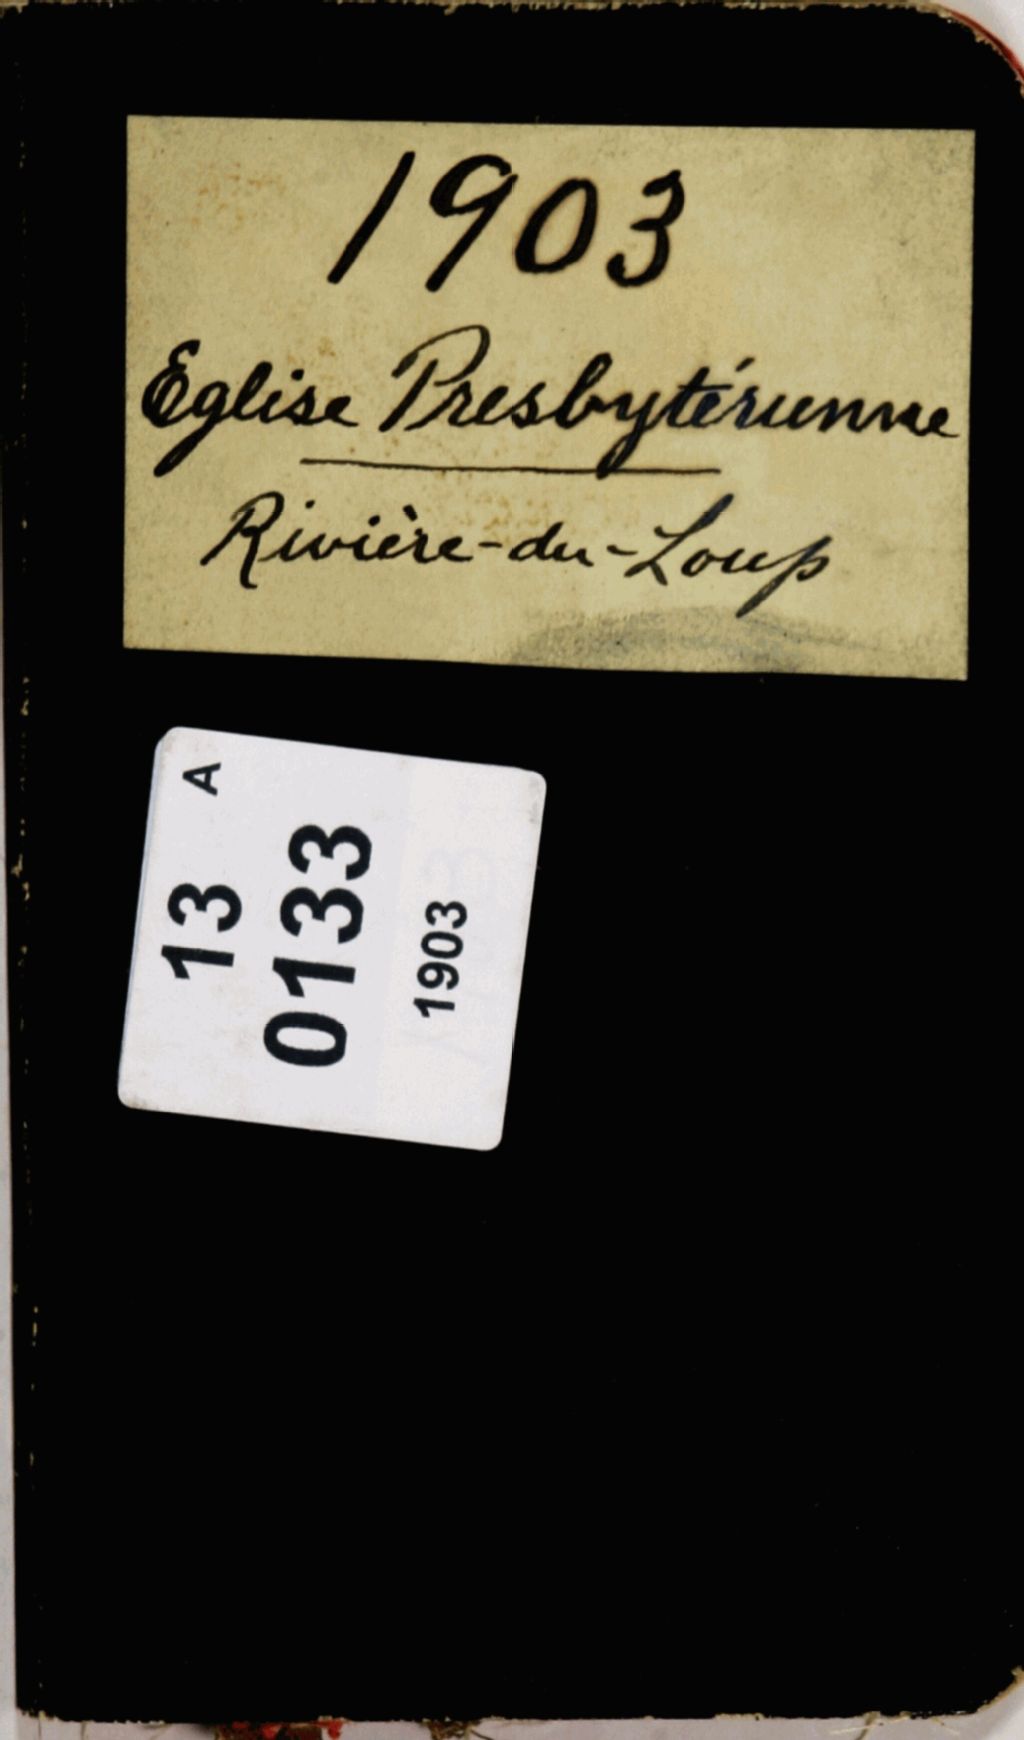 1903
Eglise Presbytérienne
Rivière-du-Loup
13 A
0133
1903